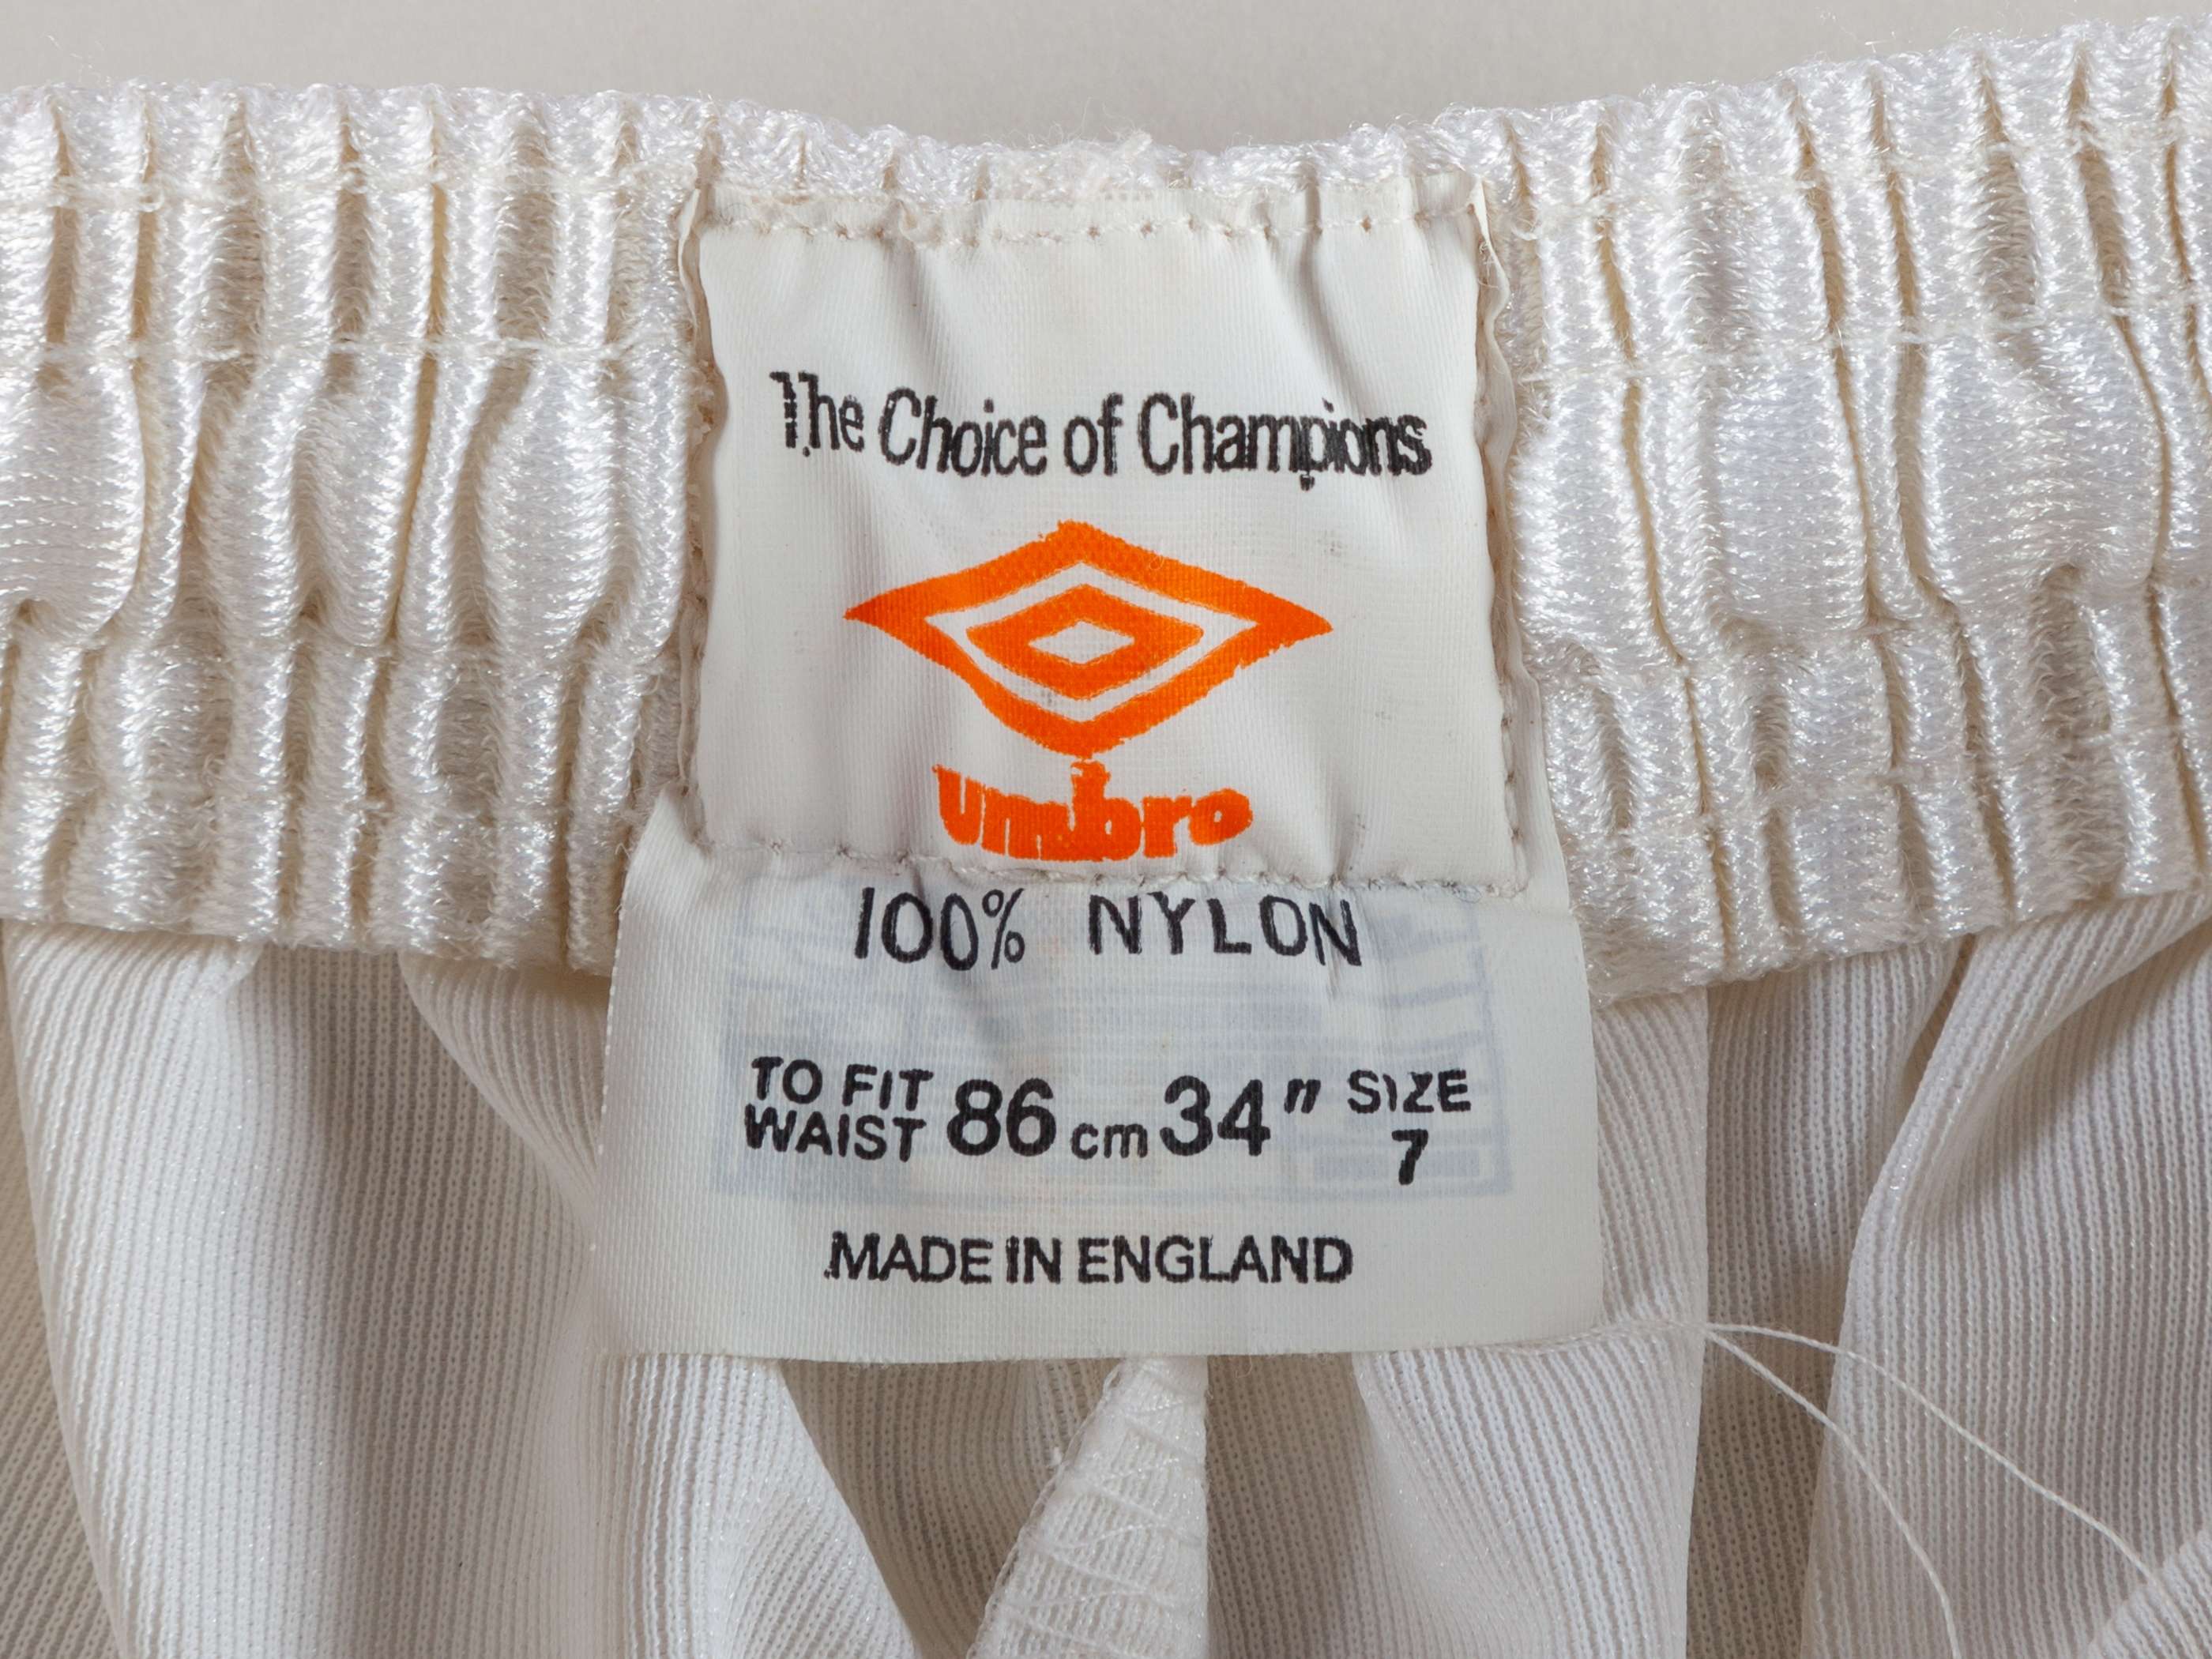 The Choice of Champions
umbro
100% NYLON
TO FIT WAIST 86 cm 34" SIZE 7
MADE IN ENGLAND